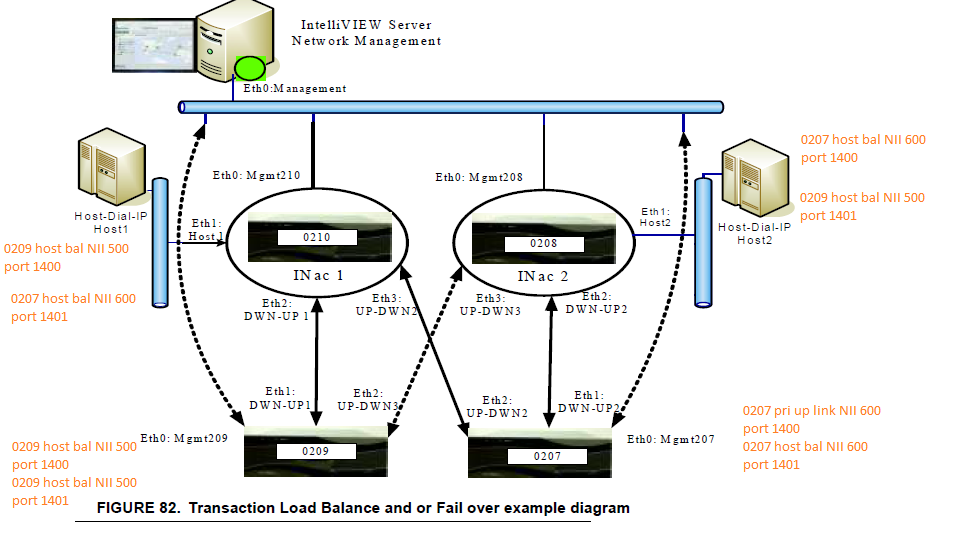 IntelliVIEW Server
Network Management
Eth0:Management
0207 host bal NII 600
port 1400
0209 host bal NII 500
port 1401
Eth0: Mgmt210
Eth0: Mgmt208
Host-Dial-IP
Host1
Eth1:
Host1
0210
0208
Eth1:
Host2
Host-Dial-IP
Host2
0209 host bal NII 500
port 1400
0207 host bal NII 600
port 1401
INac 1
INac 2
Eth2:
DWN-UP1
Eth3:
UP-DWN2
Eth3:
UP-DWN3
Eth2:
DWN-UP2
Eth1:
DWN-UP1
Eth2:
UP-DWN3
Eth2:
UP-DWN2
Eth1:
DWN-UP2
0209 host bal NII 500
port 1400
0209 host bal NII 500
port 1401
Eth0: Mgmt209
0209
0207
Eth0: Mgmt207
0207 pri up link NII 600
port 1400
0207 host bal NII 600
port 1401
FIGURE 82. Transaction Load Balance and or Fail over example diagram